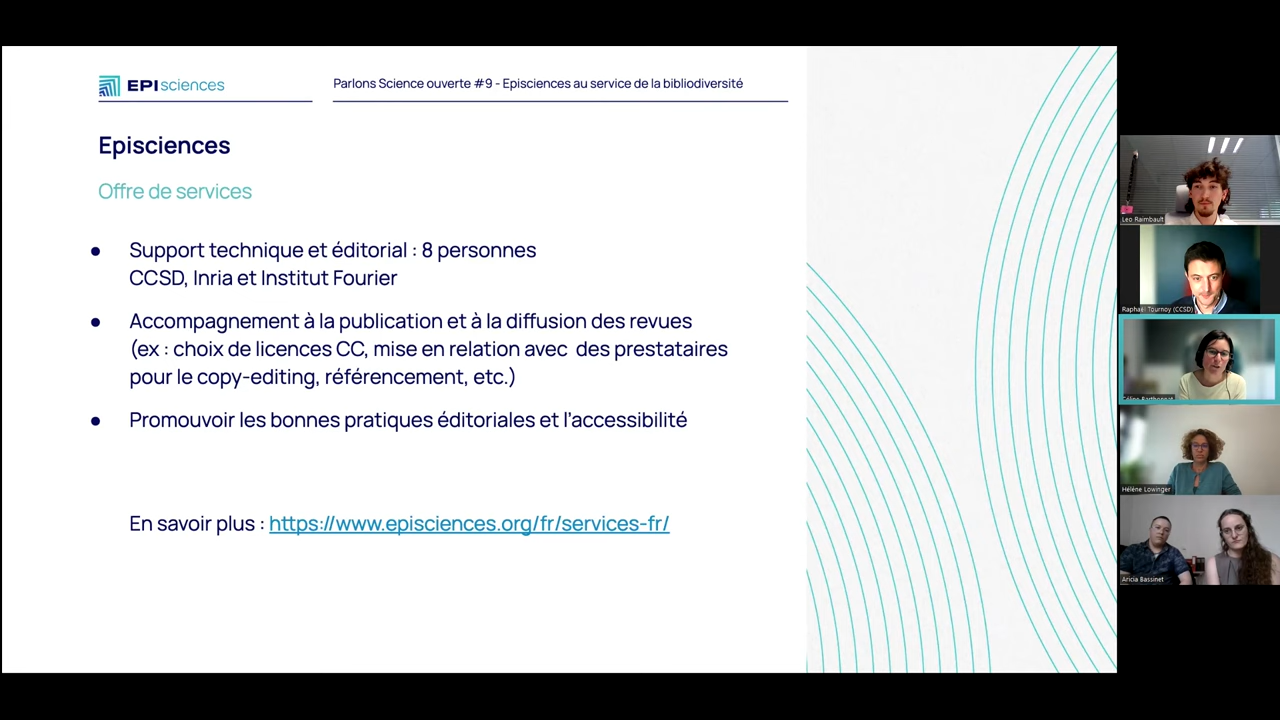 EPIsciences
Parlons Science ouverte #9 - Episciences au service de la bibliodiversité
Episciences
Offre de services
● Support technique et éditorial : 8 personnes
CCSD, Inria et Institut Fourier
● Accompagnement à la publication et à la diffusion des revues
(ex : choix de licences CC, mise en relation avec  des prestataires
pour le copy-editing, référencement, etc.)
● Promouvoir les bonnes pratiques éditoriales et l'accessibilité
En savoir plus : https://www.episciences.org/fr/services-fr/
Leo Raimbault
Raphaël Tournoy (CCSD)
Hélène Lowinger
Aricia Bassinet